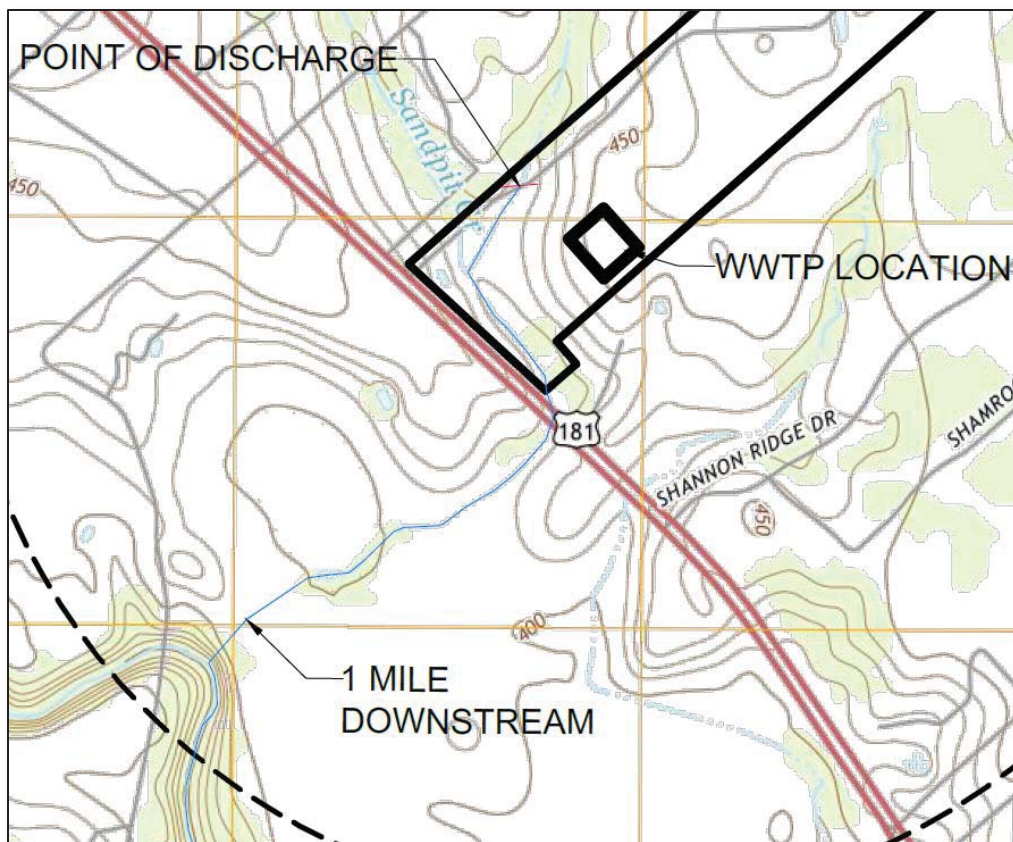 POINT OF DISCHARGE
Sandpit Cr
450
450
WWTP LOCATION
181
SHANNON RIDGE DR
SHAMRO
450
400
1 MILE
DOWNSTREAM